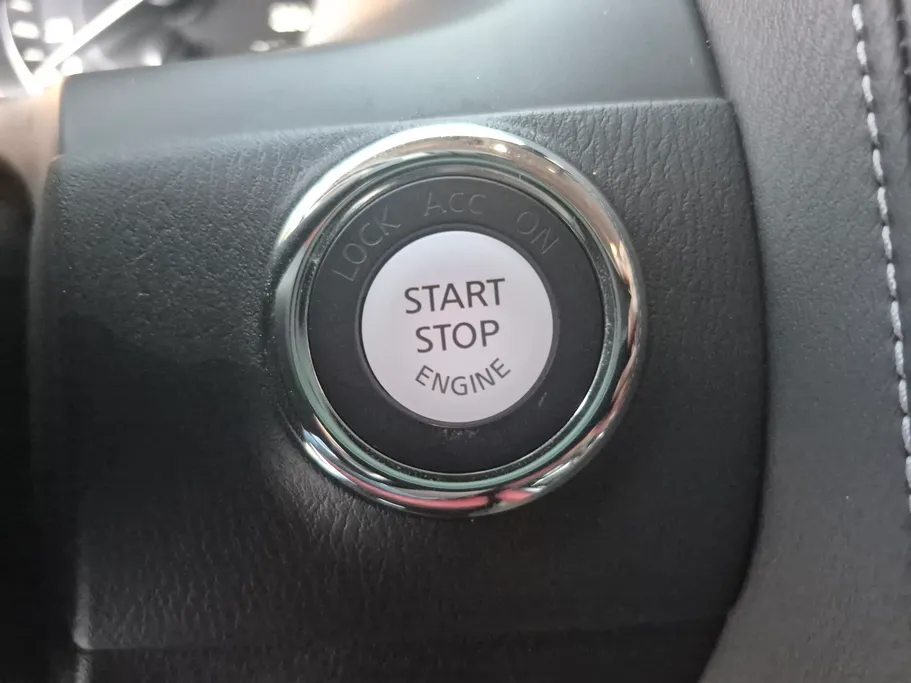 LOCK ACC ON
START
STOP
ENGINE